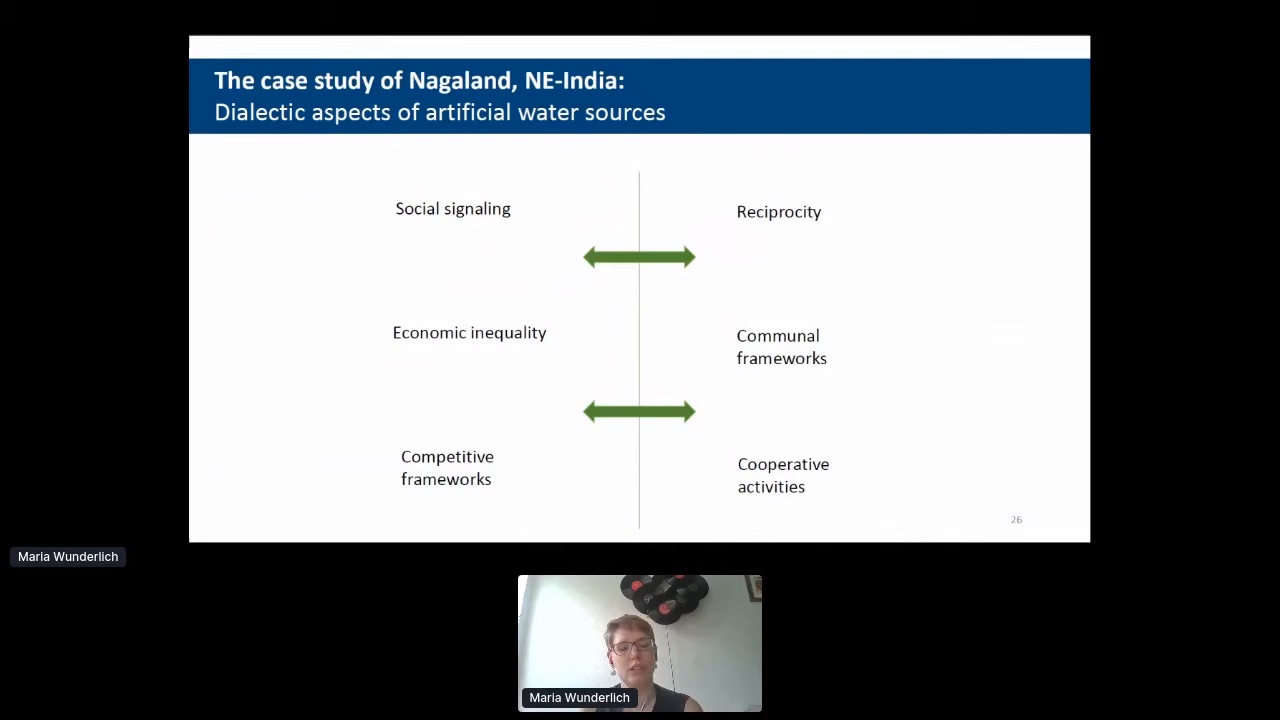 The case study of Nagaland, NE-India:
Dialectic aspects of artificial water sources
Social signaling
Reciprocity
Economic inequality
Communal
frameworks
Competitive
frameworks
Cooperative
activities
26
Maria Wunderlich
Maria Wunderlich